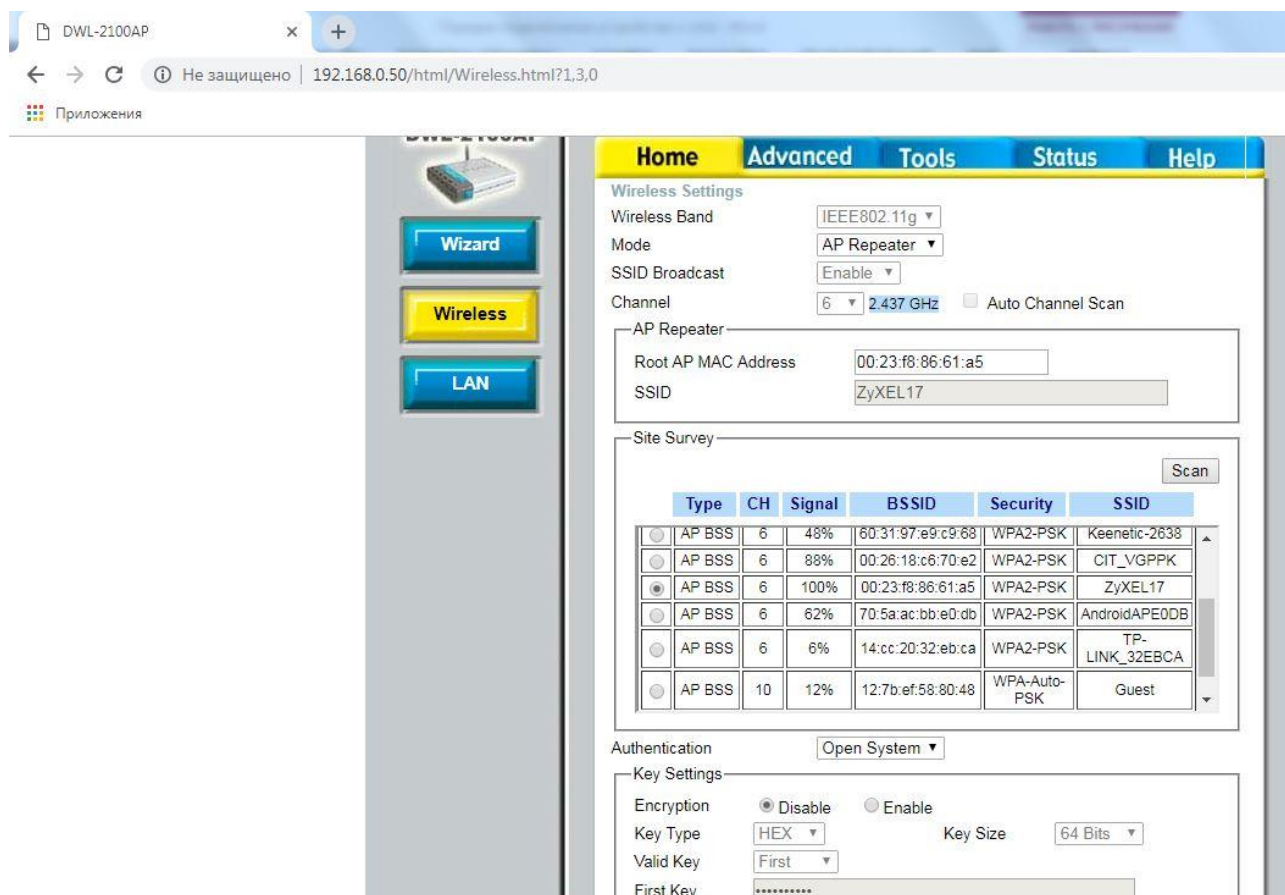 DWL-2100AP
Не защищено | 192.168.0.50/html/Wireless.html?1,3,0
Приложения
DWL-2100AP
Home Advanced Tools Status Help
Wizard
Wireless
LAN
Wireless Settings
Wireless Band IEEE802.11g
Mode AP Repeater
SSID Broadcast Enable
Channel 6 2.437 GHz Auto Channel Scan
AP Repeater
Root AP MAC Address 00:23:f8:86:61:a5
SSID ZyXEL17
Site Survey
Scan
Type CH Signal BSSID Security SSID
AP BSS 6 48% 60:31:97:e9:c9:68 WPA2-PSK Keenetic-2638
AP BSS 6 88% 00:26:18:c6:70:e2 WPA2-PSK CIT_VGPPK
AP BSS 6 100% 00:23:f8:86:61:a5 WPA2-PSK ZyXEL17
AP BSS 6 62% 70:5a:ac:bb:e0:db WPA2-PSK AndroidAPE0DB
AP BSS 6 6% 14:cc:20:32:eb:ca WPA2-PSK TP-
LINK_32EBCA
AP BSS 10 12% 12:7b:ef:58:80:48 WPA-Auto-
PSK Guest
Authentication Open System
Key Settings
Encryption Disable Enable
Key Type HEX Key Size 64 Bits
Valid Key First
First Key ••••••••••